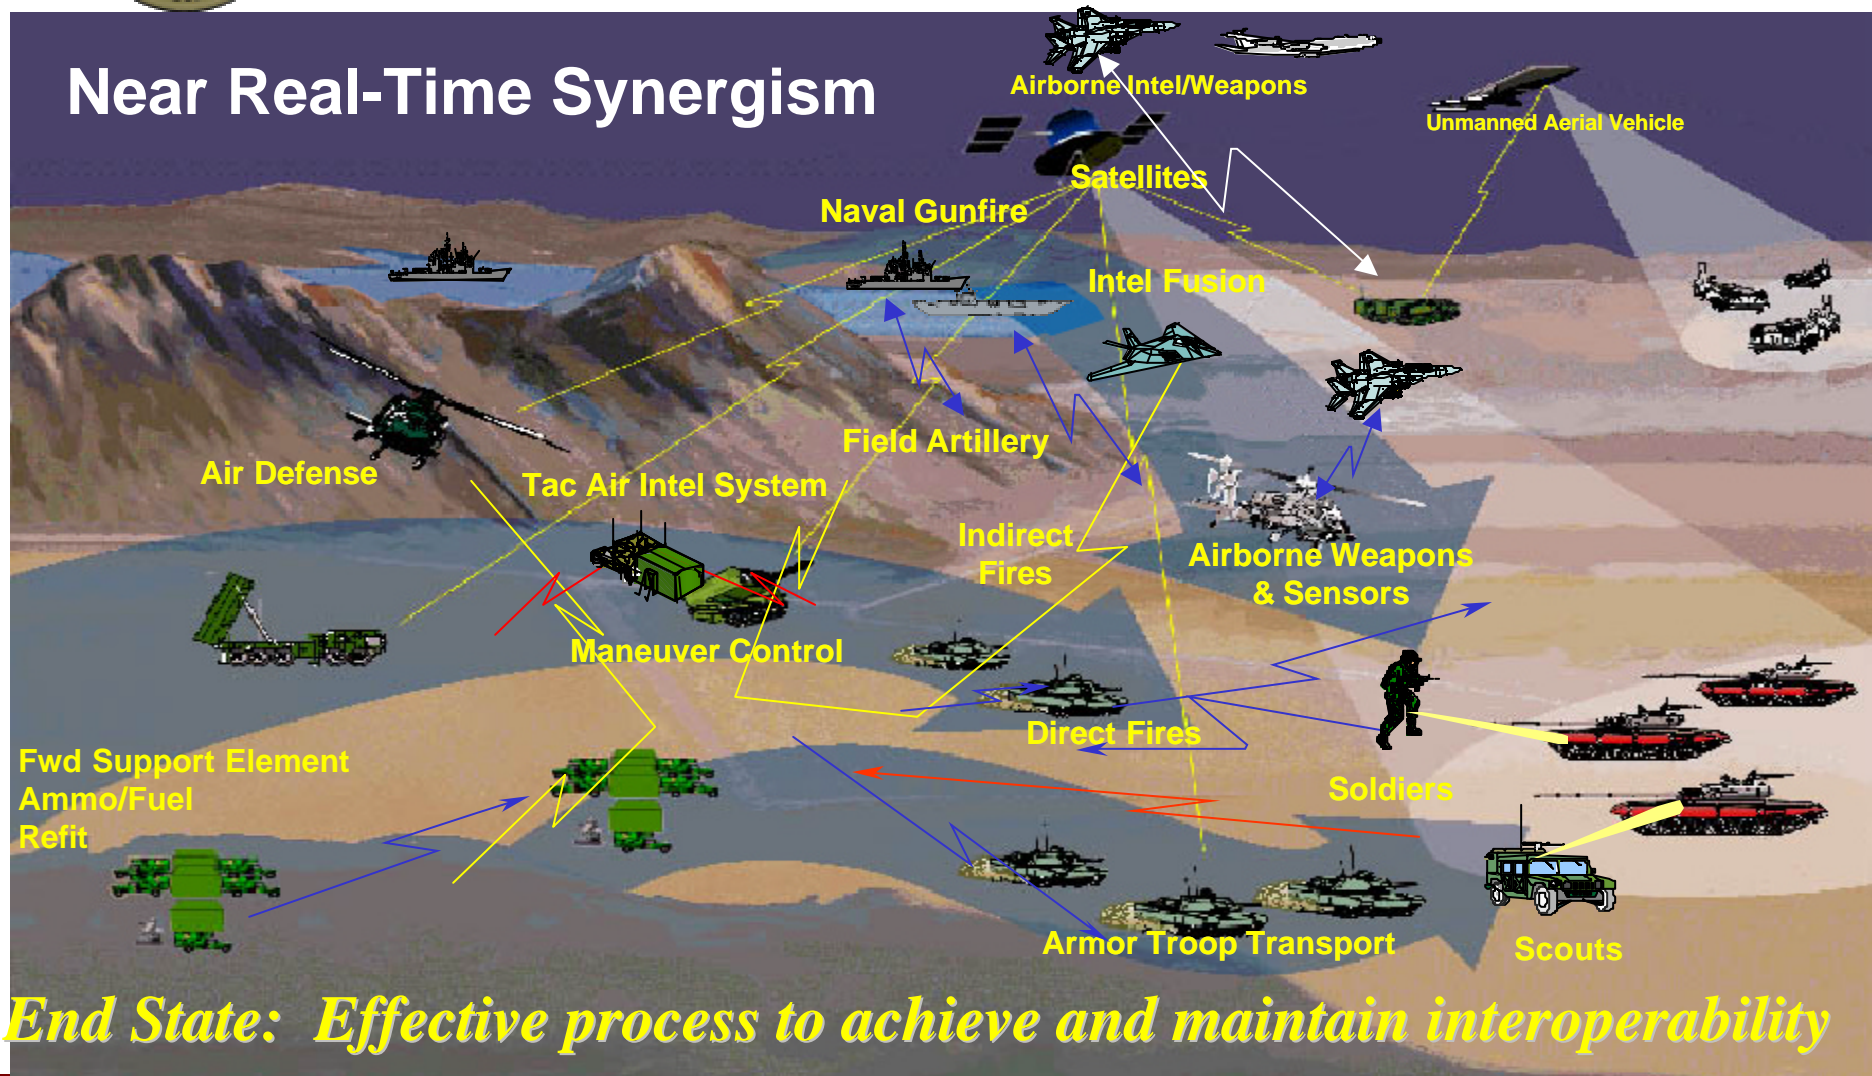 Near Real-Time Synergism
Airborne Intel/Weapons
Unmanned Aerial Vehicle
Satellites
Naval Gunfire
Intel Fusion
Field Artillery
Air Defense
Tac Air Intel System
Indirect
Fires
Airborne Weapons
& Sensors
Maneuver Control
Direct Fires
Fwd Support Element
Ammo/Fuel
Refit
Soldiers
Armor Troop Transport
Scouts
End State:  Effective process to achieve and maintain interoperability